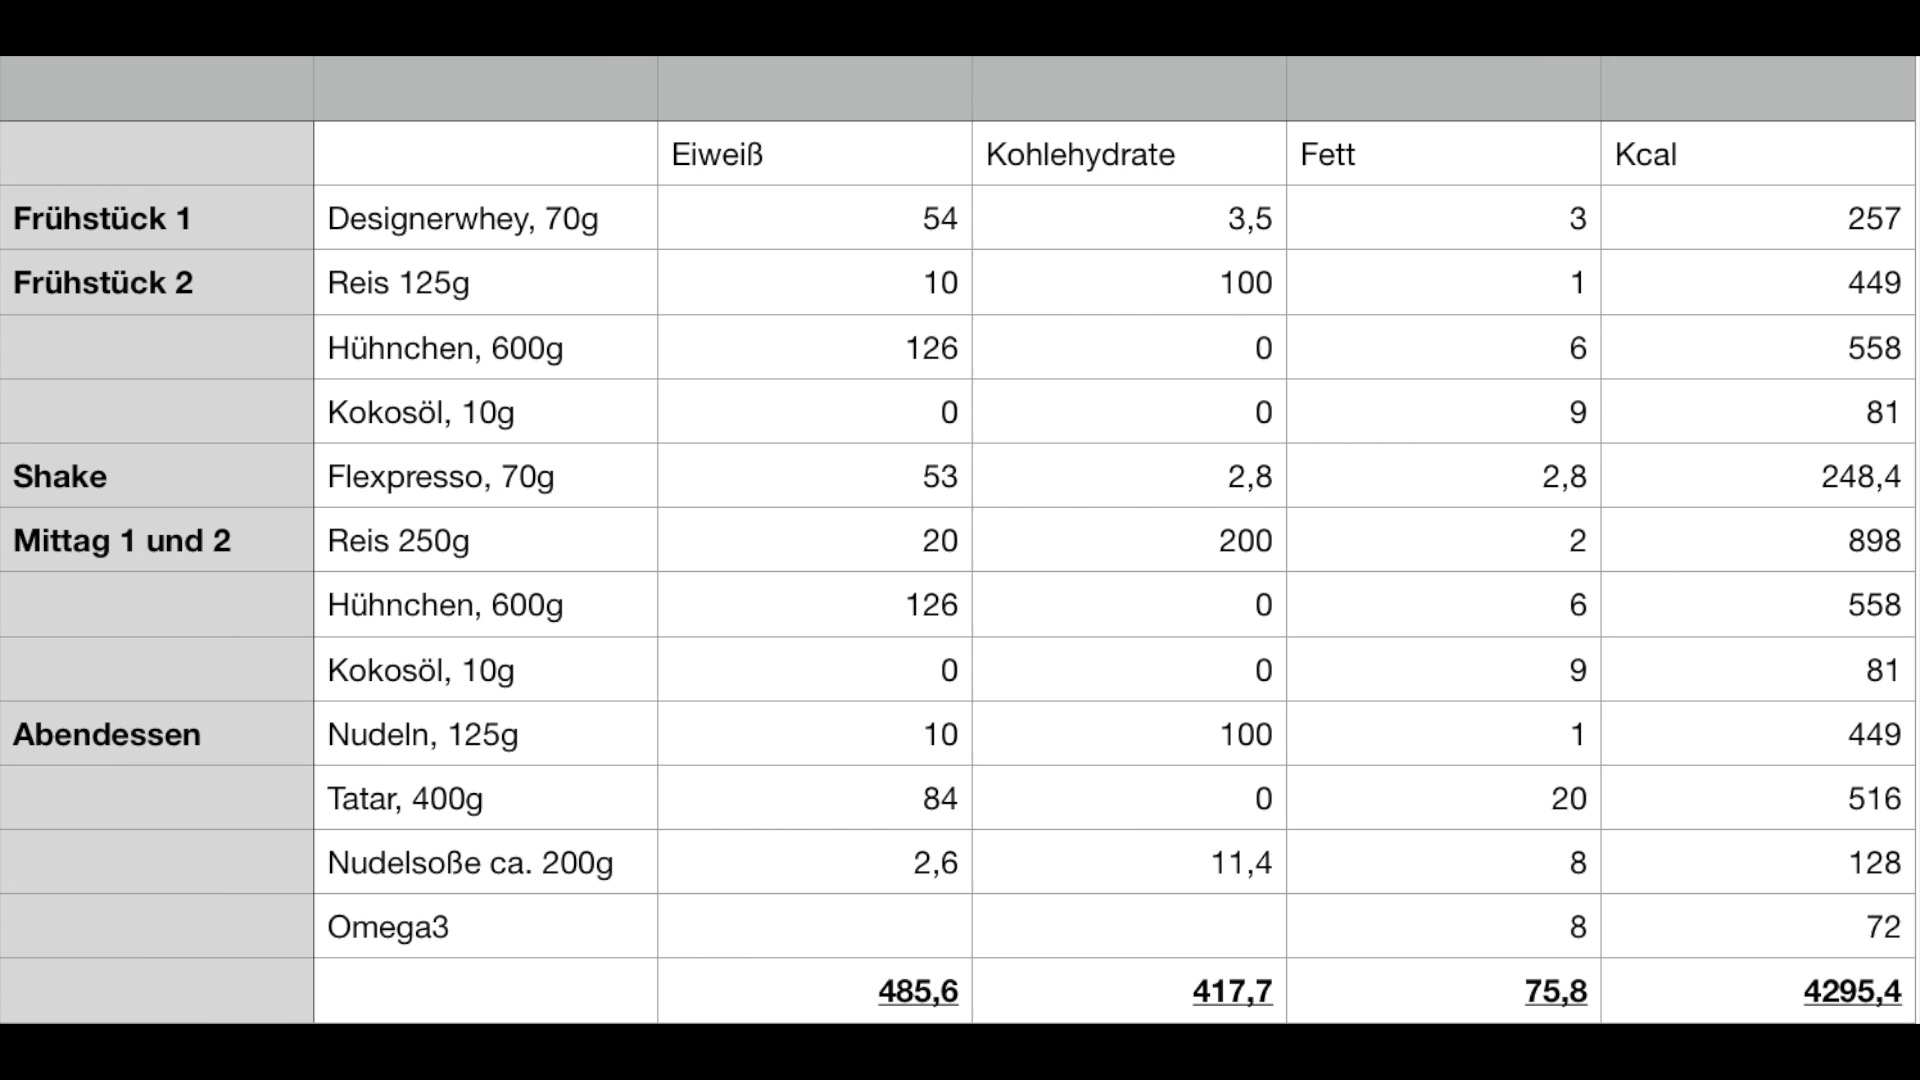 Eiweiß Kohlehydrate Fett Kcal
Frühstück 1 Designerwhey, 70g 54 3,5 3 257
Frühstück 2 Reis 125g 10 100 1 449
Hühnchen, 600g 126 0 6 558
Kokosöl, 10g 0 0 9 81
Shake Flexpresso, 70g 53 2,8 2,8 248,4
Mittag 1 und 2 Reis 250g 20 200 2 898
Hühnchen, 600g 126 0 6 558
Kokosöl, 10g 0 0 9 81
Abendessen Nudeln, 125g 10 100 1 449
Tatar, 400g 84 0 20 516
Nudelsoße ca. 200g 2,6 11,4 8 128
Omega3 8 72
485,6 417,7 75,8 4295,4